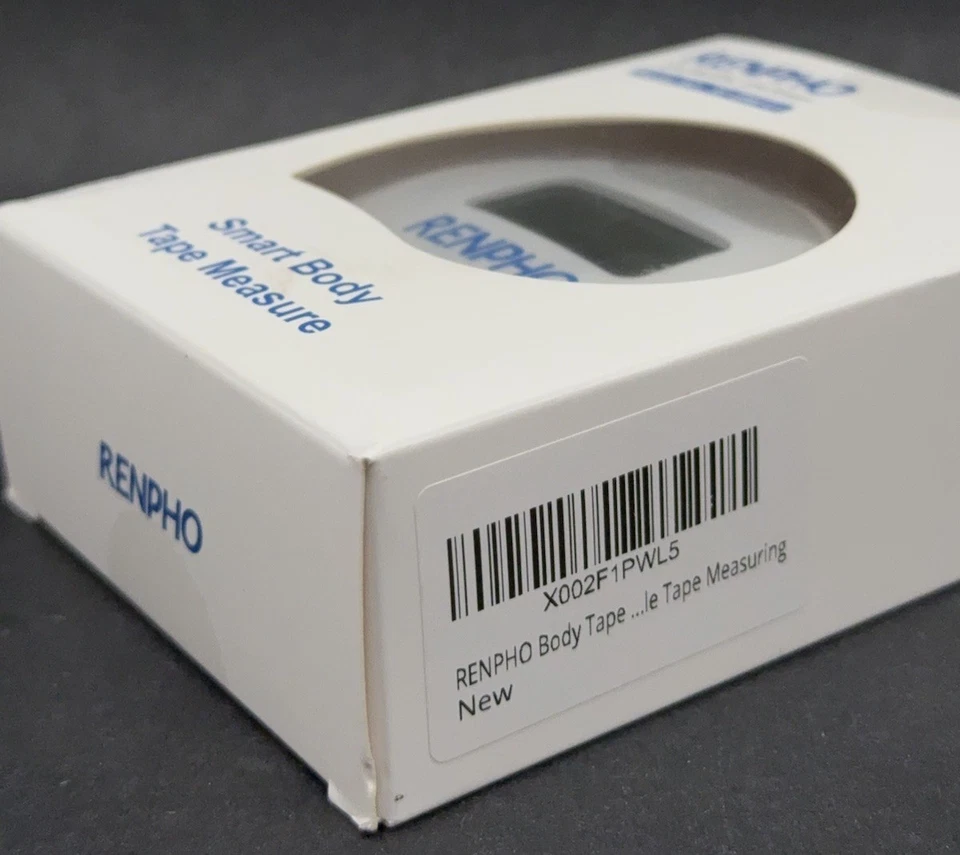 RENPHO
RENPHO
Smart Body
Tape Measure
RENPHO
X002F1PWL5
RENPHO Body Tape ...le Tape Measuring
New